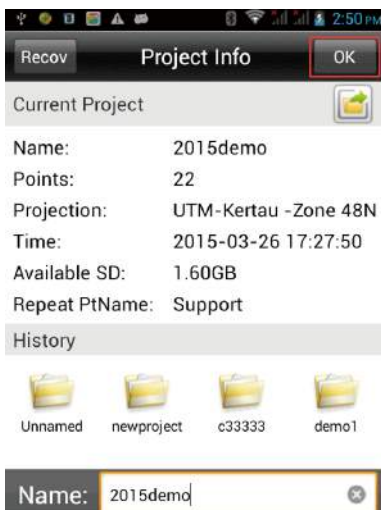 2:50 PM
Recov Project Info OK
Current Project
Name: 2015demo
Points: 22
Projection: UTM-Kertau -Zone 48N
Time: 2015-03-26 17:27:50
Available SD: 1.60GB
Repeat PtName: Support
History
Unnamed newproject c33333 demo1
Name: 2015demo